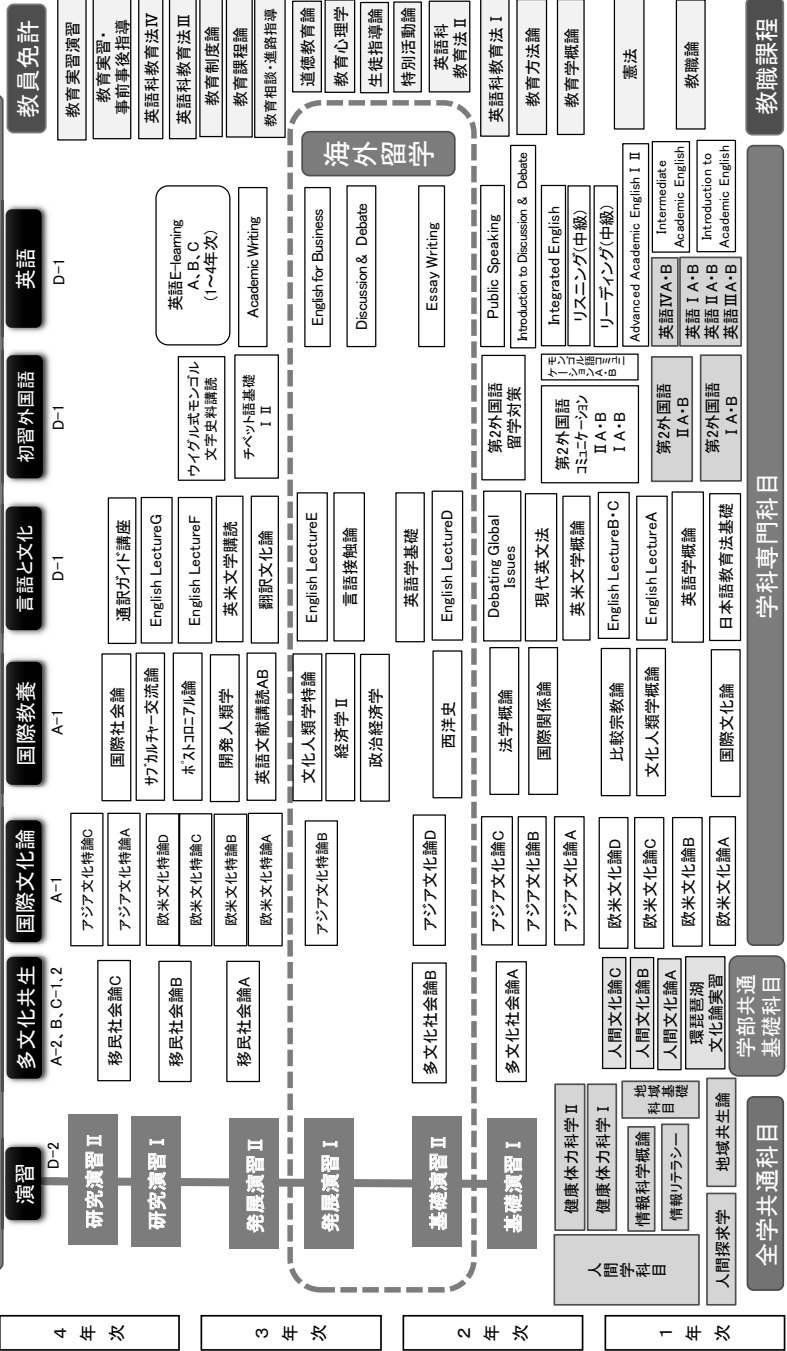 演習
D-2
研究演習Ⅱ
研究演習Ⅰ
発展演習Ⅱ
発展演習Ⅰ
基礎演習Ⅱ
基礎演習Ⅰ
多文化共生
A-2、B、C-1、2
移民社会論C
移民社会論B
移民社会論A
多文化社会論B
多文化社会論A
人間文化論C
人間文化論B
人間文化論A
環琵琶湖
文化論実習
国際文化論
A-1
アジア文化特論C
アジア文化特論A
欧米文化特論D
欧米文化特論C
欧米文化特論B
欧米文化特論A
アジア文化特論B
アジア文化論D
アジア文化論C
アジア文化論B
アジア文化論A
欧米文化論D
欧米文化論C
欧米文化論B
欧米文化論A
国際教養
A-1
国際社会論
サブカルチャー交流論
ポストコロニアル論
開発人類学
英語文献講読AB
文化人類学特論
経済学Ⅱ
政治経済学
西洋史
法学概論
国際関係論
比較宗教論
文化人類学概論
国際文化論
言語と文化
D-1
通訳ガイド講座
English LectureG
English LectureF
英米文学購読
翻訳文化論
English LectureE
言語接触論
英語学基礎
English LectureD
Debating Global
Issues
現代英文法
英米文学概論
English LectureB・C
English LectureA
英語学概論
日本語教育法基礎
初習外国語
D-1
ウイグル式モンゴル
文字史料講読
チベット語基礎
Ⅰ Ⅱ
第2外国語
留学対策
モンゴル語コミュニ
ケーションA・B
第2外国語
コミュニケーション
ⅡA・B
ⅠA・B
第2外国語
ⅡA・B
第2外国語
ⅠA・B
英語
D-1
英語E-learning
A、B、C
(1~4年次)
Academic Writing
English for Business
Discussion & Debate
Essay Writing
Public Speaking
Introduction to Discussion & Debate
Integrated English
リスニング(中級)
リーディング(中級)
Advanced Academic English Ⅰ Ⅱ
Intermediate
Academic English
Introduction to
Academic English
英語ⅣA・B
英語ⅠA・B
英語ⅡA・B
英語ⅢA・B
海外留学
教員免許
教育実習演習
教育実習・
事前事後指導
英語科教育法Ⅳ
英語科教育法Ⅲ
教育制度論
教育課程論
教育相談・進路指導
道徳教育論
教育心理学
生徒指導論
特別活動論
英語科
教育法Ⅱ
英語科教育法Ⅰ
教育方法論
教育学概論
憲法
教職論
教職課程
健康体力科学Ⅱ
健康体力科学Ⅰ
情報科学概論
情報リテラシー
地域基礎
科目
地域共生論
人間
学科目
人間探求学
全学共通科目
学部共通
基礎科目
学科専門科目
4年次
3年次
2年次
1年次